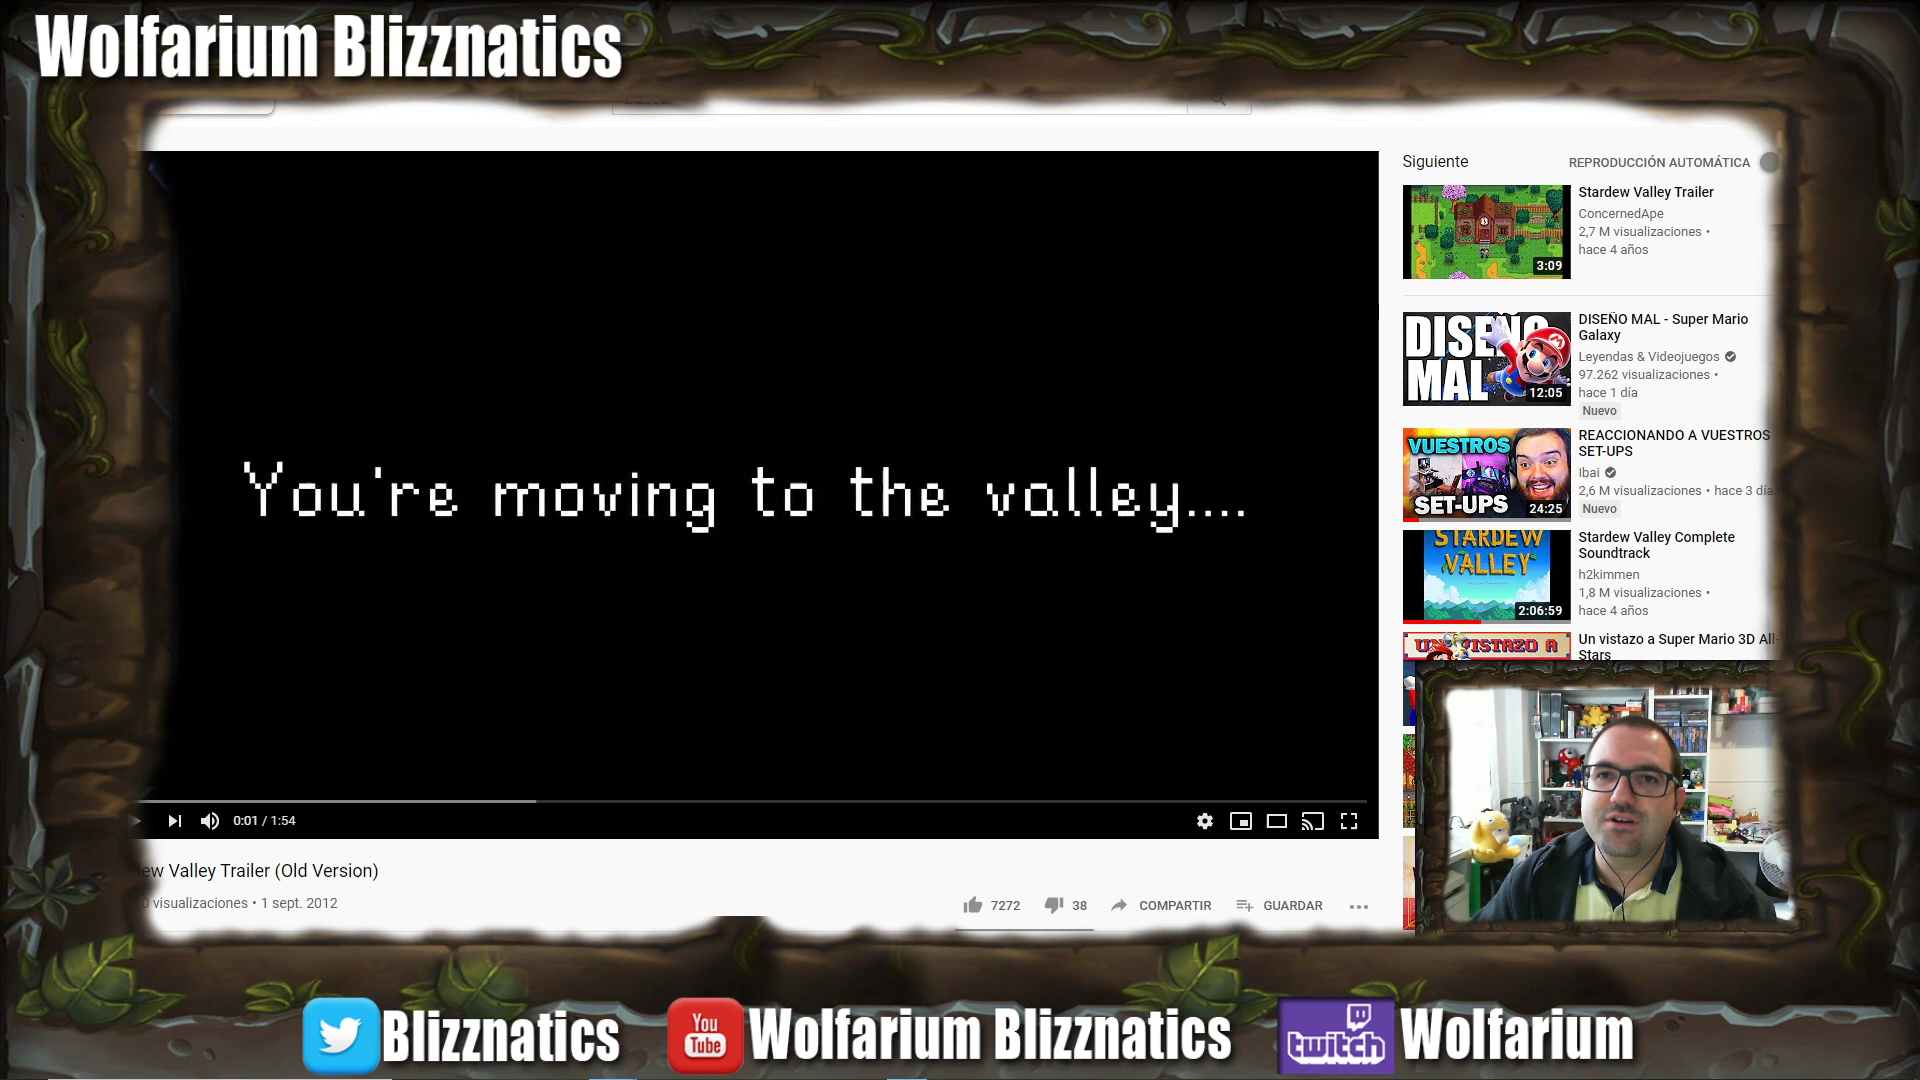 Wolfarium Blizznatics
You're moving to the valley....
0:01 / 1:54
ew Valley Trailer (Old Version)
0 visualizaciones • 1 sept. 2012
7272
38
COMPARTIR
GUARDAR
Siguiente
REPRODUCCIÓN AUTOMÁTICA
3:09
Stardew Valley Trailer
ConcernedApe
2,7 M visualizaciones •
hace 4 años
DISEÑO
MAL
12:05
DISEÑO MAL - Super Mario
Galaxy
Leyendas & Videojuegos
97.262 visualizaciones •
hace 1 día
Nuevo
VUESTROS
SET-UPS
24:25
REACCIONANDO A VUESTROS
SET-UPS
Ibai
2,6 M visualizaciones • hace 3 días
Nuevo
STARDEW
VALLEY
2:06:59
Stardew Valley Complete
Soundtrack
h2kimmen
1,8 M visualizaciones •
hace 4 años
UN VISTAZO A
Un vistazo a Super Mario 3D All-
Stars
Blizznatics
You
Tube
Wolfarium Blizznatics
twitch
Wolfarium